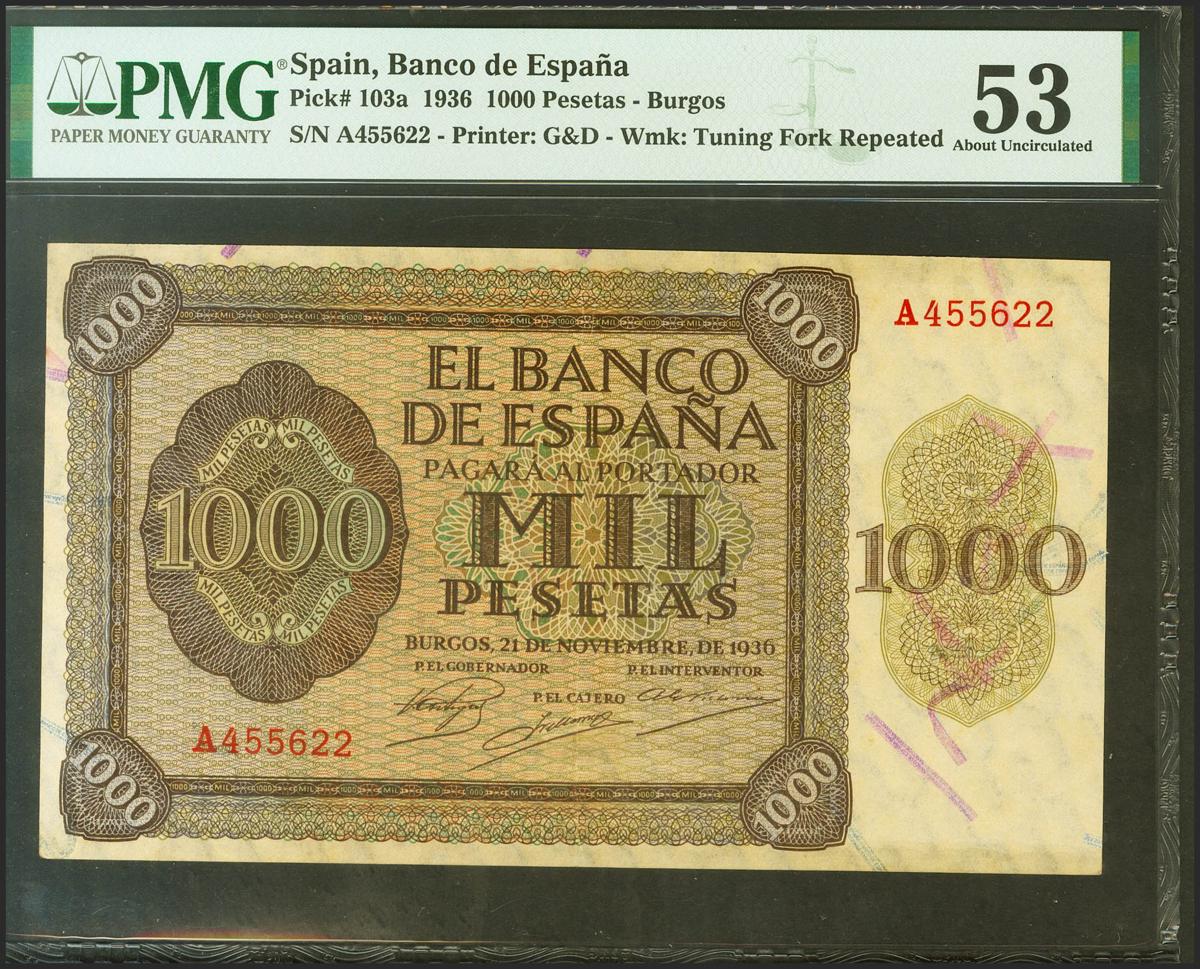 PMG®
PAPER MONEY GUARANTY
Spain, Banco de España
Pick# 103a 1936 1000 Pesetas - Burgos
S/N A455622 - Printer: G&D - Wmk: Tuning Fork Repeated
53
About Uncirculated
1000
1000
A455622
EL BANCO
DE ESPAÑA
PAGARÁ AL PORTADOR
MIL
PESETAS
MIL PESETAS MIL PESETAS
1000
MIL PESETAS MIL PESETAS
1000
BURGOS, 21 DE NOVIEMBRE, DE 1936
P. EL GOBERNADOR
P. EL INTERVENTOR
P. EL CAJERO
A455622
1000
1000